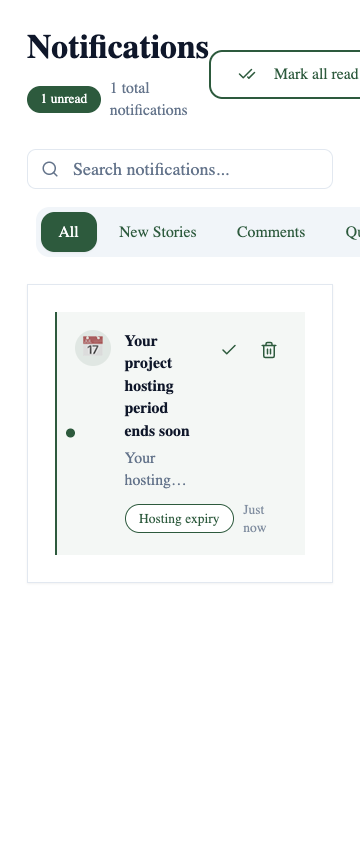 Notifications
Mark all read
1 unread
1 total
notifications
Search notifications...
All New Stories Comments Qu
17
Your
project
hosting
period
ends soon
Your
hosting...
Hosting expiry
Just
now